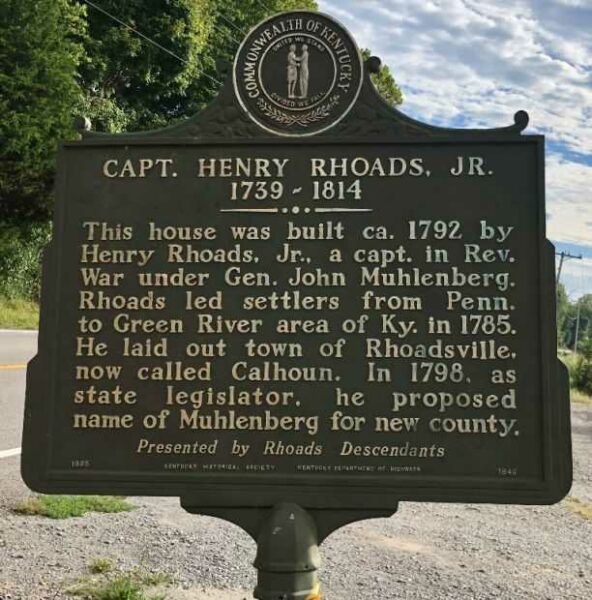 COMMONWEALTH OF KENTUCKY
UNITED WE STAND
DIVIDED WE FALL
CAPT. HENRY RHOADS, JR.
1739 - 1814
This house was built ca. 1792 by
Henry Rhoads, Jr., a capt. in Rev.
War under Gen. John Muhlenberg.
Rhoads led settlers from Penn.
to Green River area of Ky. in 1785.
He laid out town of Rhoadsville,
now called Calhoun. In 1798, as
state legislator, he proposed
name of Muhlenberg for new county.
Presented by Rhoads Descendants
KENTUCKY HISTORICAL SOCIETY KENTUCKY DEPARTMENT OF HIGHWAYS